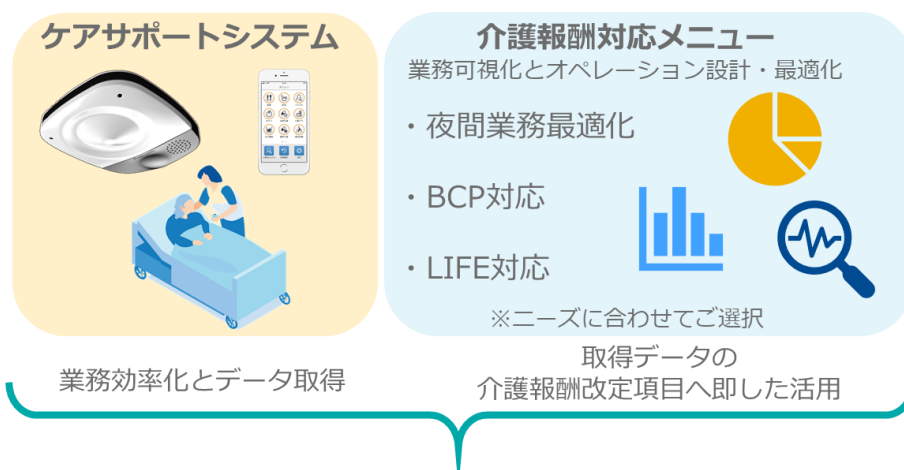 ケアサポートシステム
介護報酬対応メニュー
業務可視化とオペレーション設計・最適化
・夜間業務最適化
・BCP対応
・LIFE対応
※ニーズに合わせてご選択
業務効率化とデータ取得
取得データの
介護報酬改定項目へ即した活用